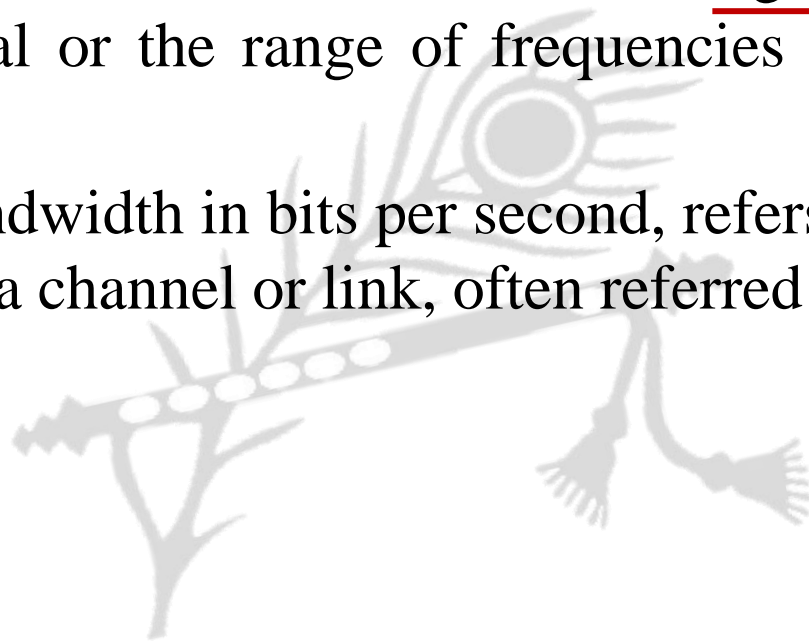 al or the range of frequencies
ndwidth in bits per second, refers
a channel or link, often referred